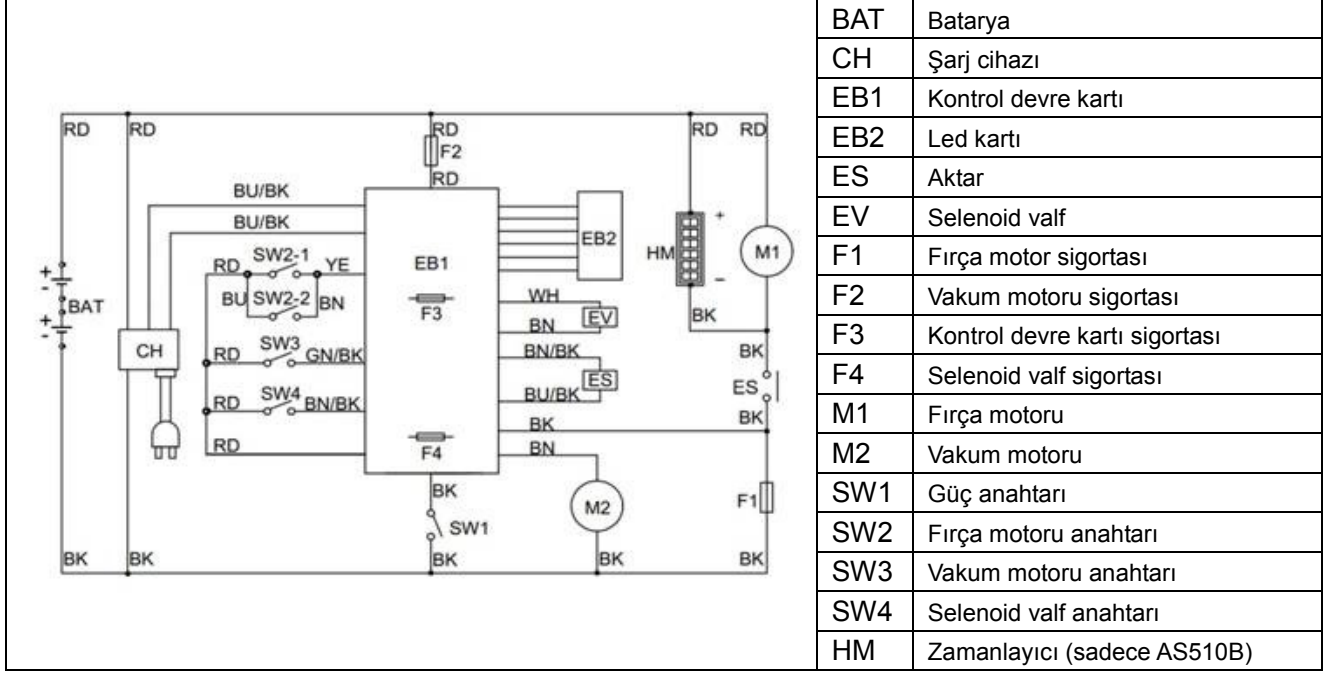 RD RD RD RD RD
F2
RD
BU/BK
BU/BK
SW2-1
RD YE
BU SW2-2 BN
EB1
EB2
HM + -
M1
+
-
BAT
+
-
F3
WH
EV
BN
BK
CH
SW3
RD GN/BK
BN/BK
ES
BU/BK
BK
ES
BK
SW4
RD BN/BK
RD
F4
BK
BN
BK
SW1
M2
F1
BK BK BK BK BK
BAT Batarya
CH Şarj cihazı
EB1 Kontrol devre kartı
EB2 Led kartı
ES Aktar
EV Selenoid valf
F1 Fırça motor sigortası
F2 Vakum motoru sigortası
F3 Kontrol devre kartı sigortası
F4 Selenoid valf sigortası
M1 Fırça motoru
M2 Vakum motoru
SW1 Güç anahtarı
SW2 Fırça motoru anahtarı
SW3 Vakum motoru anahtarı
SW4 Selenoid valf anahtarı
HM Zamanlayıcı (sadece AS510B)